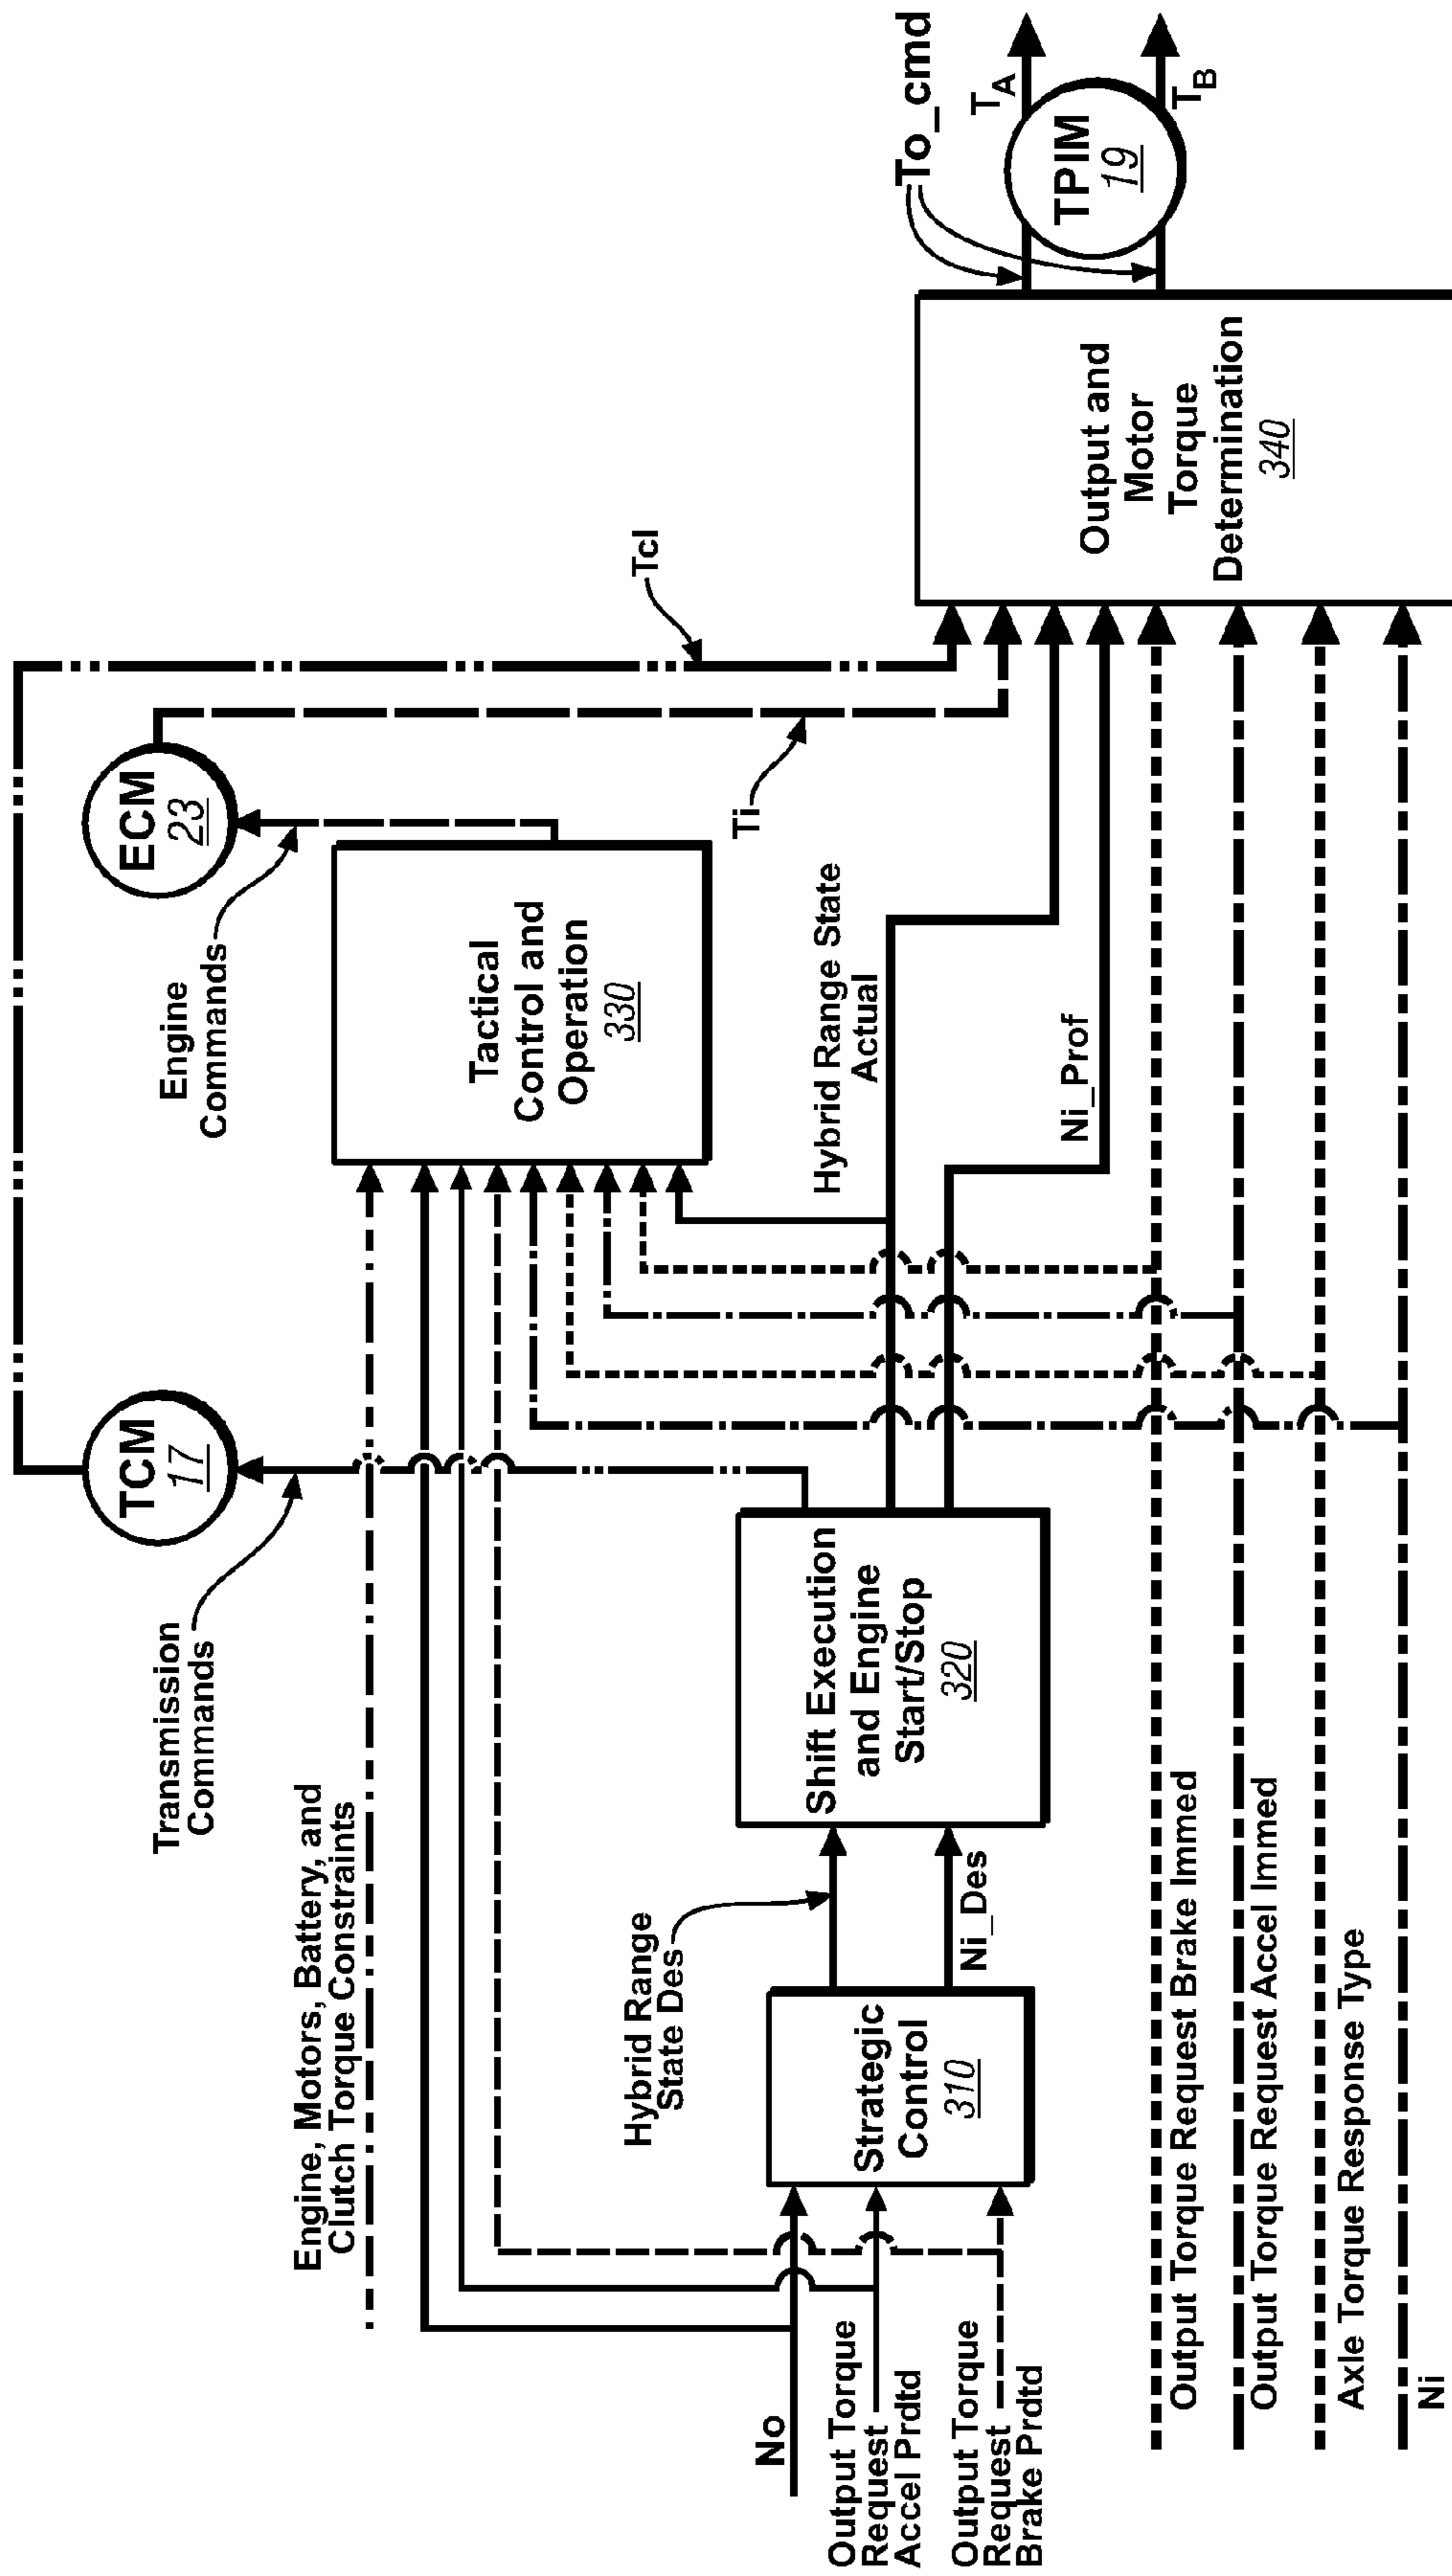 Engine, Motors, Battery, and
Clutch Torque Constraints
Transmission
Commands
TCM
17
Engine
Commands
ECM
23
Tcl
Ti
Tactical
Control and
Operation
330
Hybrid Range
State Des
No
Output Torque
Request
Accel Prdtd
Output Torque
Request
Brake Prdtd
Strategic
Control
310
Ni_Des
Shift Execution
and Engine
Start/Stop
320
Hybrid Range State
Actual
Ni_Prof
Output and
Motor
Torque
Determination
340
To_cmd
TPIM
19
TA
TB
Output Torque Request Brake Immed
Output Torque Request Accel Immed
Axle Torque Response Type
Ni